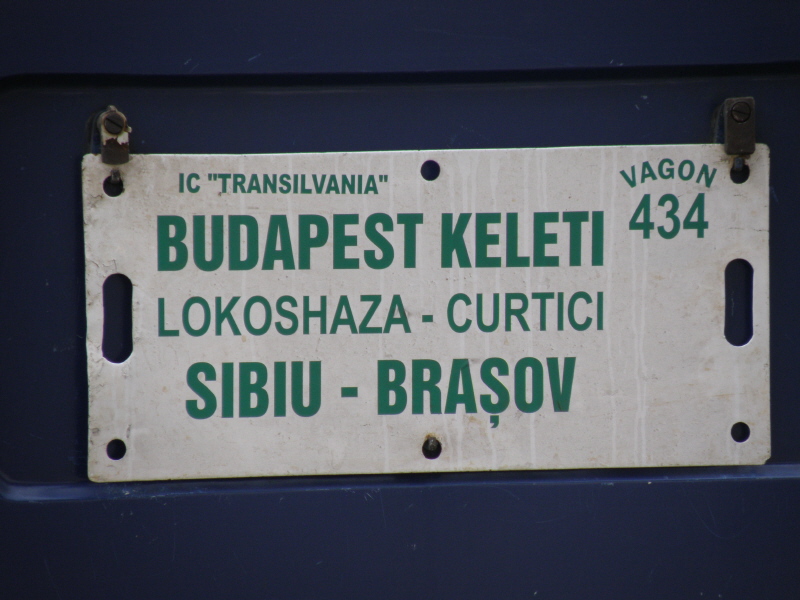 IC "TRANSILVANIA"
VAGON
434
BUDAPEST KELETI
LOKOSHAZA - CURTICI
SIBIU - BRAȘOV